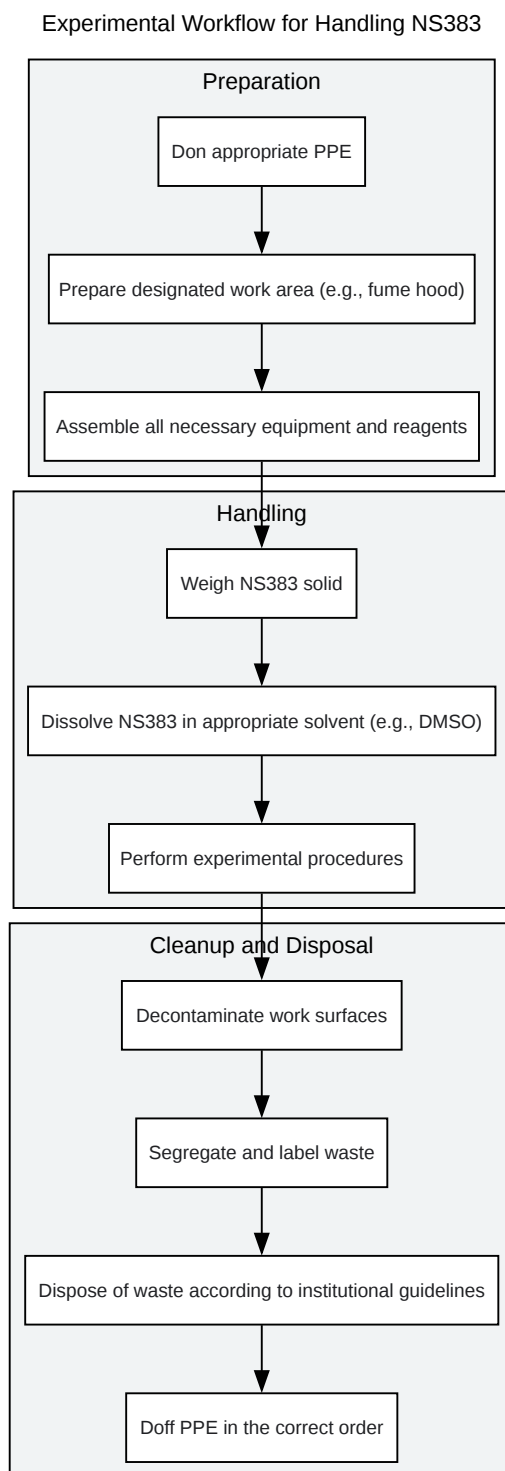 Experimental Workflow for Handling NS383
Preparation
Don appropriate PPE
Prepare designated work area (e.g., fume hood)
Assemble all necessary equipment and reagents
Handling
Weigh NS383 solid
Dissolve NS383 in appropriate solvent (e.g., DMSO)
Perform experimental procedures
Cleanup and Disposal
Decontaminate work surfaces
Segregate and label waste
Dispose of waste according to institutional guidelines
Doff PPE in the correct order